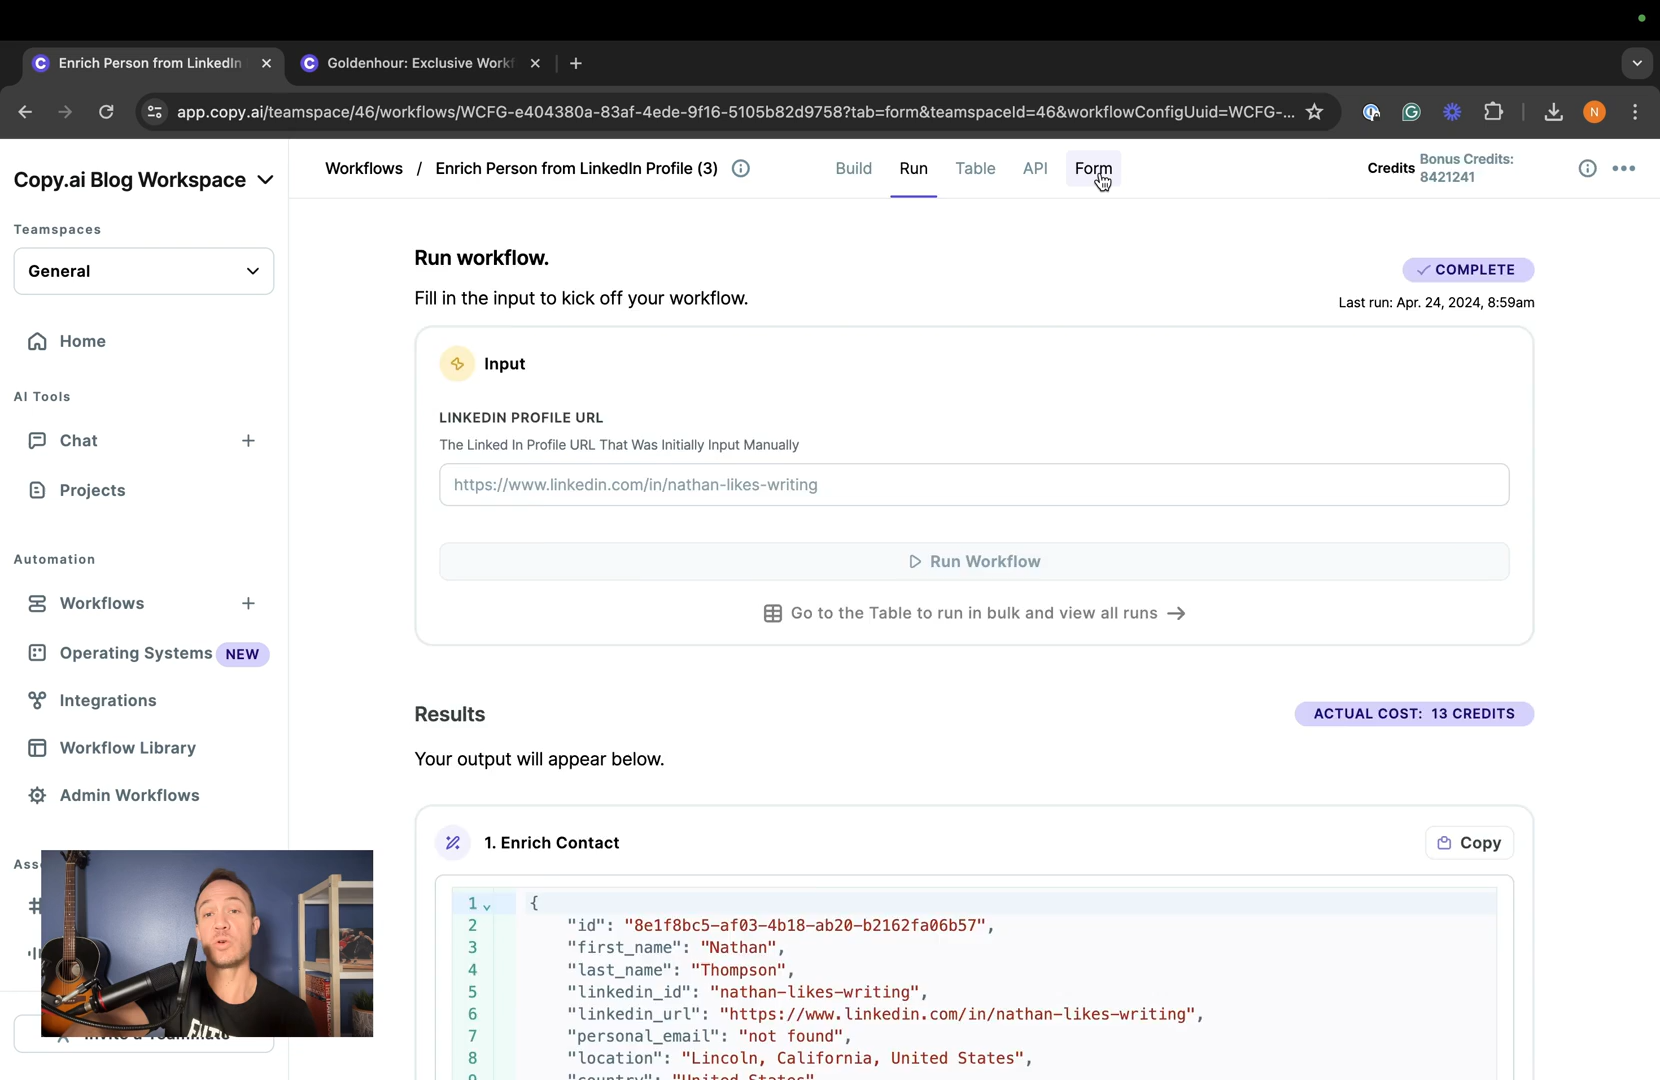 Enrich Person from LinkedIn
Goldenhour: Exclusive Workf
app.copy.ai/teamspace/46/workflows/WCFG-e404380a-83af-4ede-9f16-5105b82d9758?tab=form&teamspaceId=46&workflowConfigUuid=WCFG-...
N
Copy.ai Blog Workspace
Workflows / Enrich Person from LinkedIn Profile (3)
Build
Run
Table
API
Form
Credits
Bonus Credits:
8421241
Teamspaces
General
Home
AI Tools
Chat
Projects
Automation
Workflows
Operating Systems NEW
Integrations
Workflow Library
Admin Workflows
Run workflow.
Fill in the input to kick off your workflow.
COMPLETE
Last run: Apr. 24, 2024, 8:59am
Input
LINKEDIN PROFILE URL
The Linked In Profile URL That Was Initially Input Manually
https://www.linkedin.com/in/nathan-likes-writing
Run Workflow
Go to the Table to run in bulk and view all runs
Results
ACTUAL COST: 13 CREDITS
Your output will appear below.
1. Enrich Contact
Copy
1 {
2 "id": "8e1f8bc5-af03-4b18-ab20-b2162fa06b57",
3 "first_name": "Nathan",
4 "last_name": "Thompson",
5 "linkedin_id": "nathan-likes-writing",
6 "linkedin_url": "https://www.linkedin.com/in/nathan-likes-writing",
7 "personal_email": "not found",
8 "location": "Lincoln, California, United States",
9 "country": "United States"